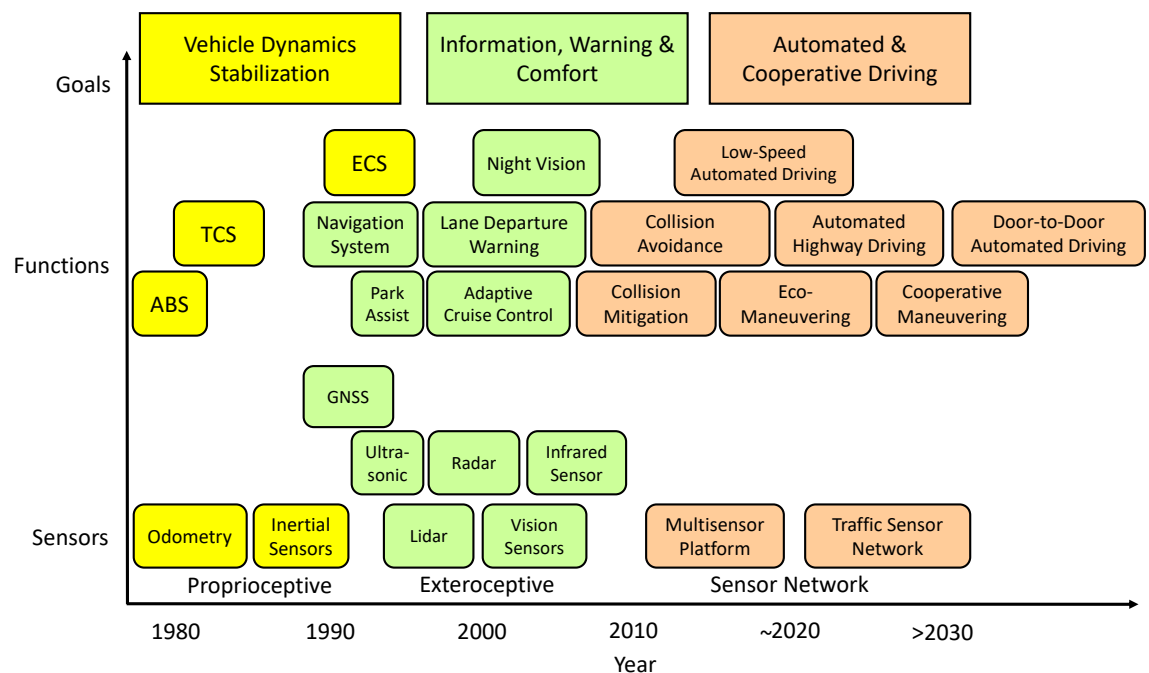 Vehicle Dynamics
Stabilization
Information, Warning &
Comfort
Automated &
Cooperative Driving
Goals
ECS
Night Vision
Low-Speed
Automated Driving
TCS
Navigation
System
Lane Departure
Warning
Collision
Avoidance
Automated
Highway Driving
Door-to-Door
Automated Driving
Functions
ABS
Park
Assist
Adaptive
Cruise Control
Collision
Mitigation
Eco-
Maneuvering
Cooperative
Maneuvering
GNSS
Ultra-
sonic
Radar
Infrared
Sensor
Sensors
Odometry
Inertial
Sensors
Lidar
Vision
Sensors
Multisensor
Platform
Traffic Sensor
Network
Proprioceptive
Exteroceptive
Sensor Network
1980
1990
2000
2010
~2020
>2030
Year